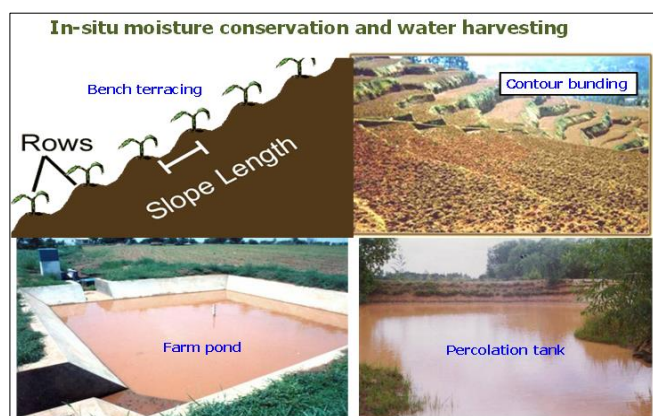 In-situ moisture conservation and water harvesting
Bench terracing
Contour bunding
Rows
Slope Length
Farm pond
Percolation tank